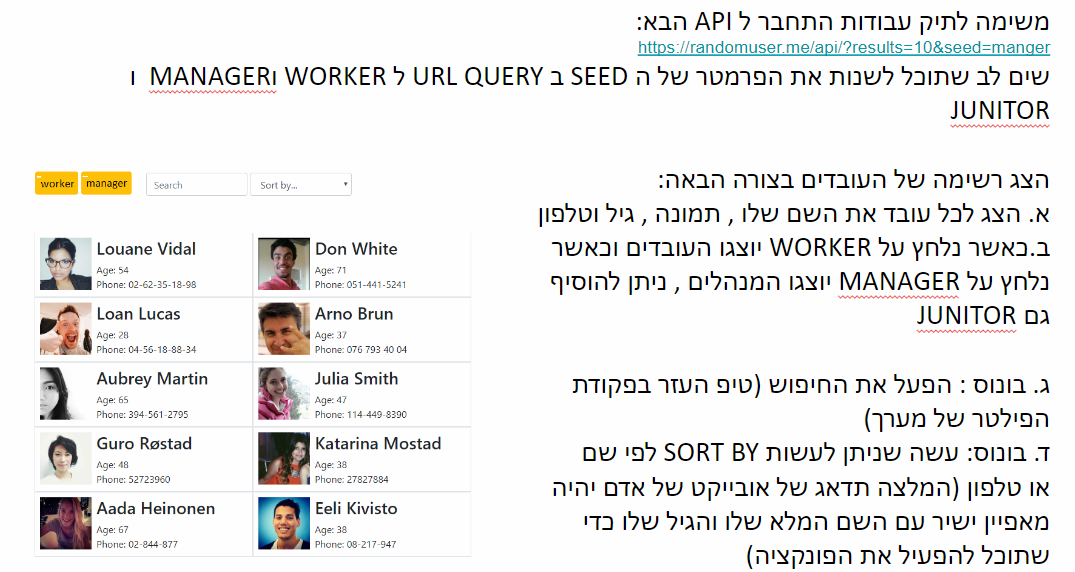 משימה לתיק עבודות התחבר ל API הבא:
https://randomuser.me/api/?results=10&seed=manger
שים לב שתוכל לשנות את הפרמטר של ה SEED ב URL QUERY ל WORKER וMANAGER ו
JUNITOR
הצג רשימה של העובדים בצורה הבאה:
א. הצג לכל עובד את השם שלו , תמונה , גיל וטלפון
ב.כאשר נלחץ על WORKER יוצגו העובדים וכאשר
נלחץ על MANAGER יוצגו המנהלים , ניתן להוסיף
גם JUNITOR
ג. בונוס : הפעל את החיפוש (טיפ העזר בפקודת
הפילטר של מערך)
ד. בונוס: עשה שניתן לעשות SORT BY לפי שם
או טלפון (המלצה תדאג של אובייקט של אדם יהיה
מאפיין ישיר עם השם המלא שלו והגיל שלו כדי
שתוכל להפעיל את הפונקציה)
worker manager Search Sort by...
Louane Vidal
Age: 54
Phone: 02-62-35-18-98
Don White
Age: 71
Phone: 051-441-5241
Loan Lucas
Age: 28
Phone: 04-56-18-88-34
Arno Brun
Age: 37
Phone: 076 793 40 04
Aubrey Martin
Age: 65
Phone: 394-561-2795
Julia Smith
Age: 47
Phone: 114-449-8390
Guro Røstad
Age: 48
Phone: 52723960
Katarina Mostad
Age: 38
Phone: 27827884
Aada Heinonen
Age: 67
Phone: 02-844-877
Eeli Kivisto
Age: 38
Phone: 08-217-947